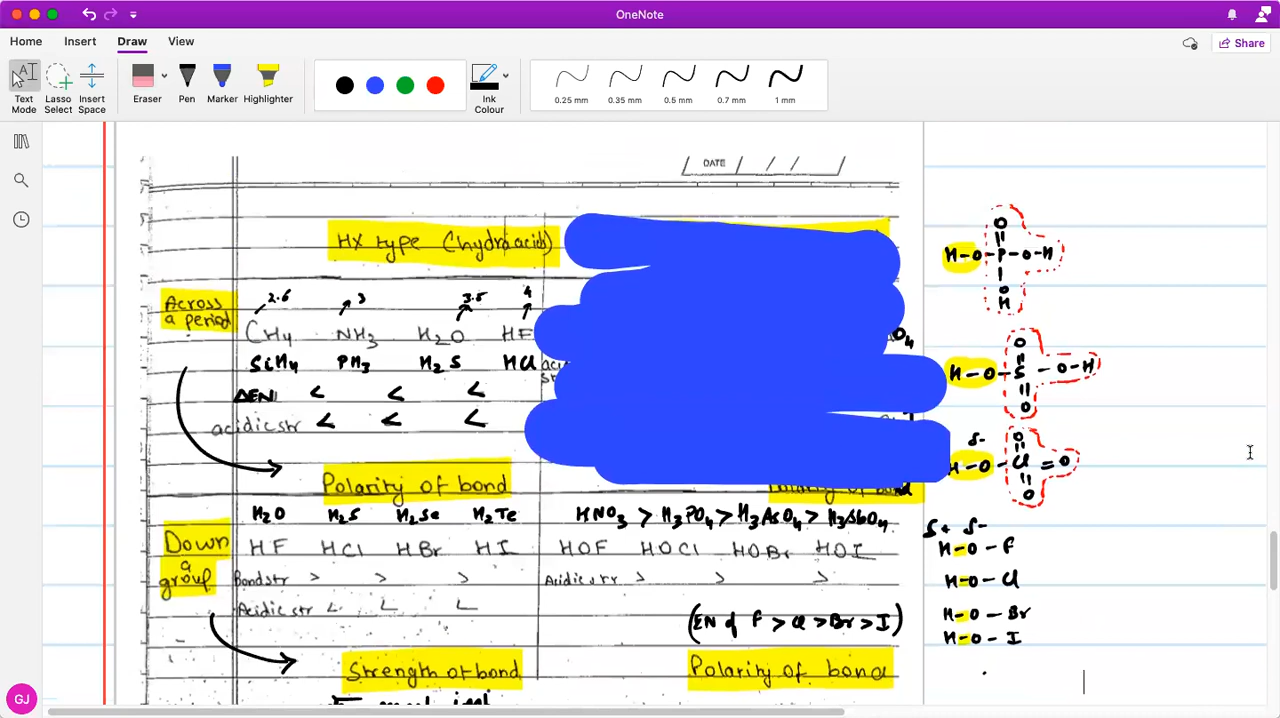 OneNote
Home Insert Draw View
Share
Text Mode
Lasso Select
Insert Space
Eraser
Pen
Marker
Highlighter
Ink Colour
0.25 mm 0.35 mm 0.5 mm 0.7 mm 1 mm
DATE / /
HX type (hydra acid)
Across a period
2.6 3 3.5 4
CH4 NH3 H2O HF
SiH4 PH3 H2S HCl
ΔEN < < <
acidic str < < <
Polarity of bond
Polarity of bond
H2O H2S H2Se H2Te
HNO3 > H3PO4 > H3AsO4 > H3SbO4
Down a group
HF HCl HBr HI
HOF HOCl HOBr HOI
Bond str > > >
Acidic str > > >
Acidic str < < <
(EN of F > Cl > Br > I)
Strength of bond
Polarity of bond
O
H-O-P-O-H
O
H
O
H-O-S-O-H
O
δ- O
H-O-Cl=O
O
δ+ δ-
H-O-F
H-O-Cl
H-O-Br
H-O-I
GJ